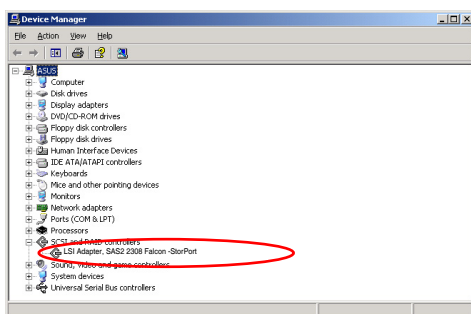 Device Manager
File Action View Help
ASUS
Computer
Disk drives
Display adapters
DVD/CD-ROM drives
Floppy disk controllers
Floppy disk drives
Human Interface Devices
IDE ATA/ATAPI controllers
Keyboards
Mice and other pointing devices
Monitors
Network adapters
Ports (COM & LPT)
Processors
SCSI and RAID controllers
LSI Adapter, SAS2 2308 Falcon -StorPort
Sound, video and game controllers
System devices
Universal Serial Bus controllers